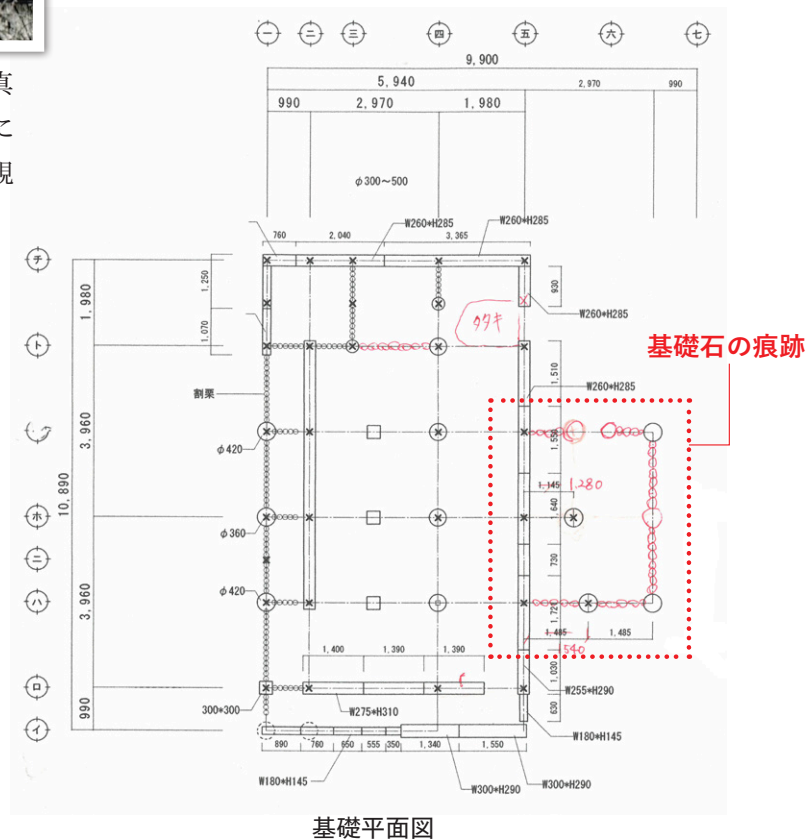 真
に
現
一 二 三 四 五 六 七
9,900
5,940 2,970 990
990 2,970 1,980
φ300~500
760 2,040 3,365
W260*H285
W260*H285
チ
1,980
1,250
1,070
930
タタキ
W260*H285
ト
基礎石の痕跡
1,510
W260*H285
割栗
3,960
φ420
1,145 1.280
10,890
ホ
φ360
640
ニ
730
φ420
ハ
3,960
1,485 1,485
540
1,400 1,390 1,390
1,030
ロ
W255*H290
300*300
W275*H310
990
630
イ
W180*H145
890 760 650 555 350 1,340 1,550
W180*H145
W300*H290
W300*H290
基礎平面図